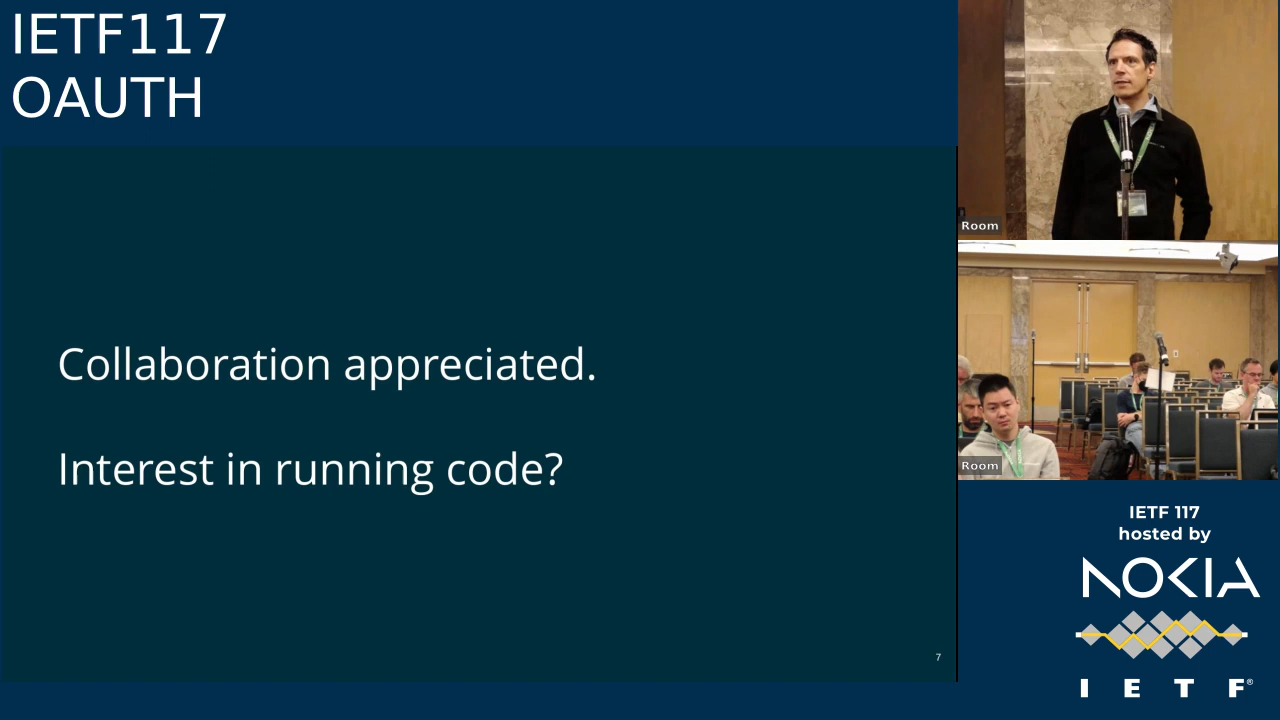 IETF117
OAUTH
Collaboration appreciated.
Interest in running code?
7
Room
Room
IETF 117
hosted by
NOKIA
I E T F®